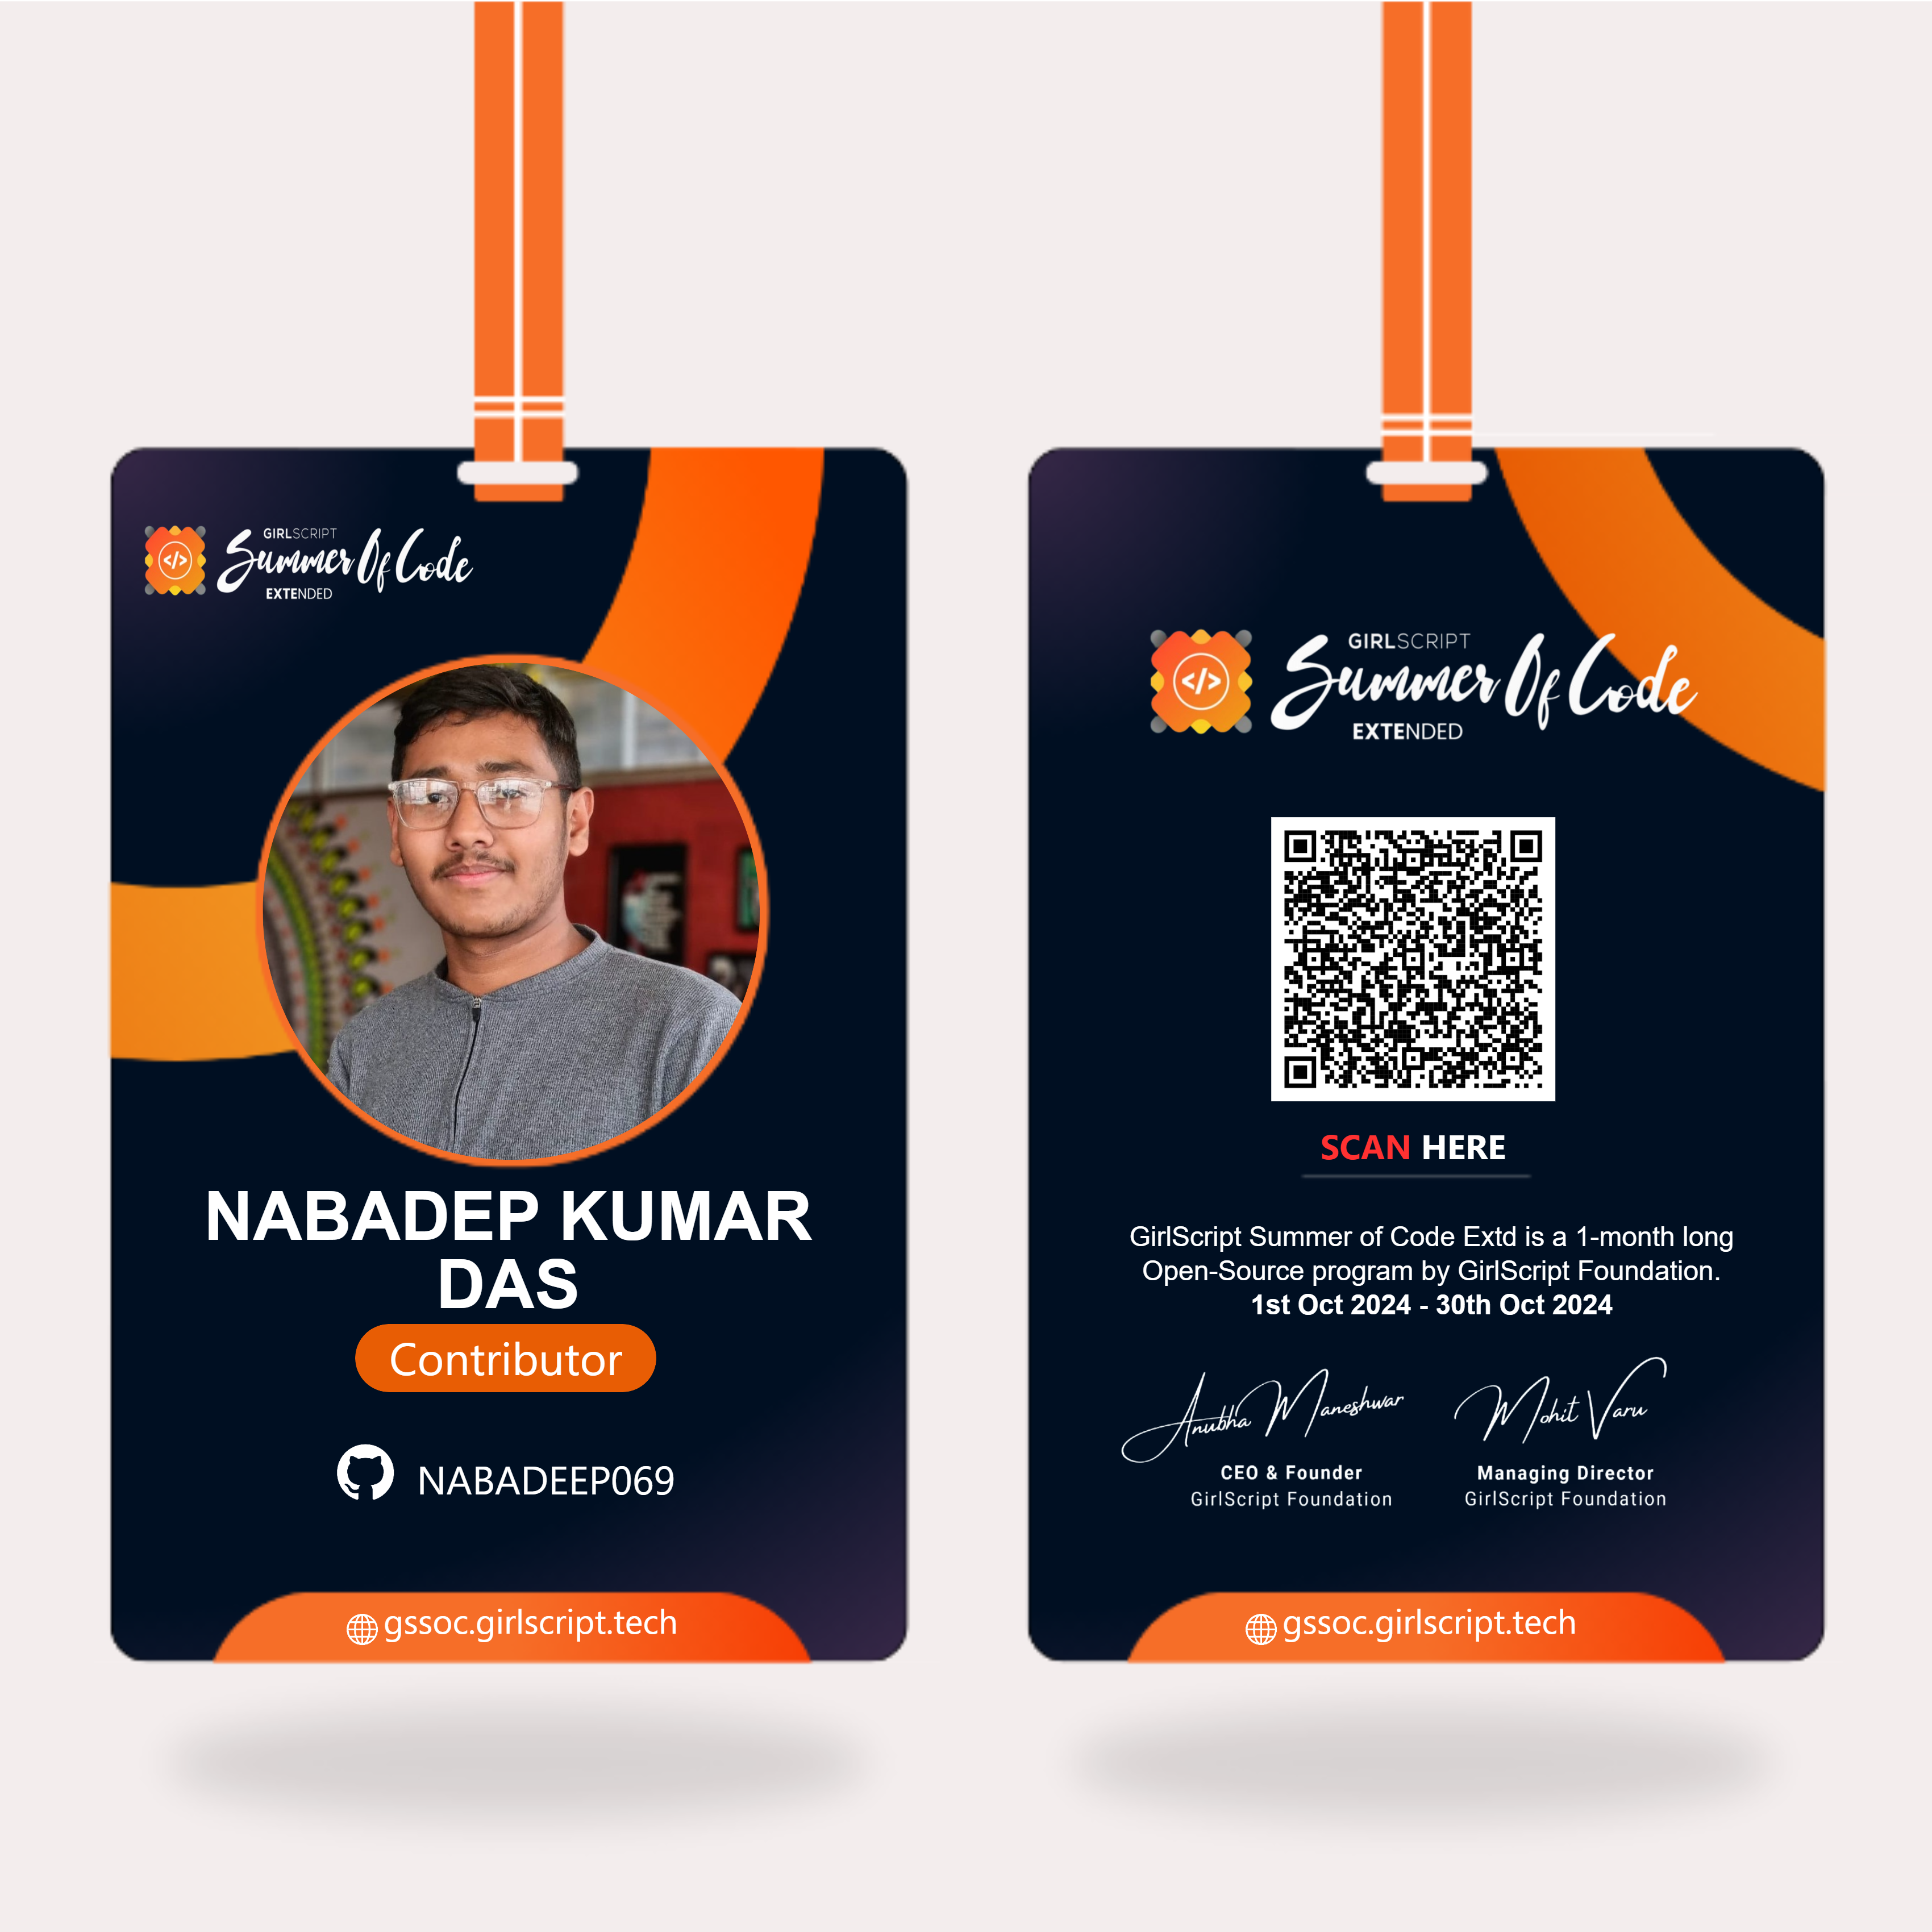 GIRLSCRIPT
Summer Of Code
EXTENDED
NABADEP KUMAR
DAS
Contributor
NABADEEP069
gssoc.girlscript.tech
GIRLSCRIPT
Summer Of Code
EXTENDED
SCAN HERE
GirlScript Summer of Code Extd is a 1-month long
Open-Source program by GirlScript Foundation.
1st Oct 2024 - 30th Oct 2024
Anubha Maneshwar
CEO & Founder
GirlScript Foundation
Mohit Varu
Managing Director
GirlScript Foundation
gssoc.girlscript.tech